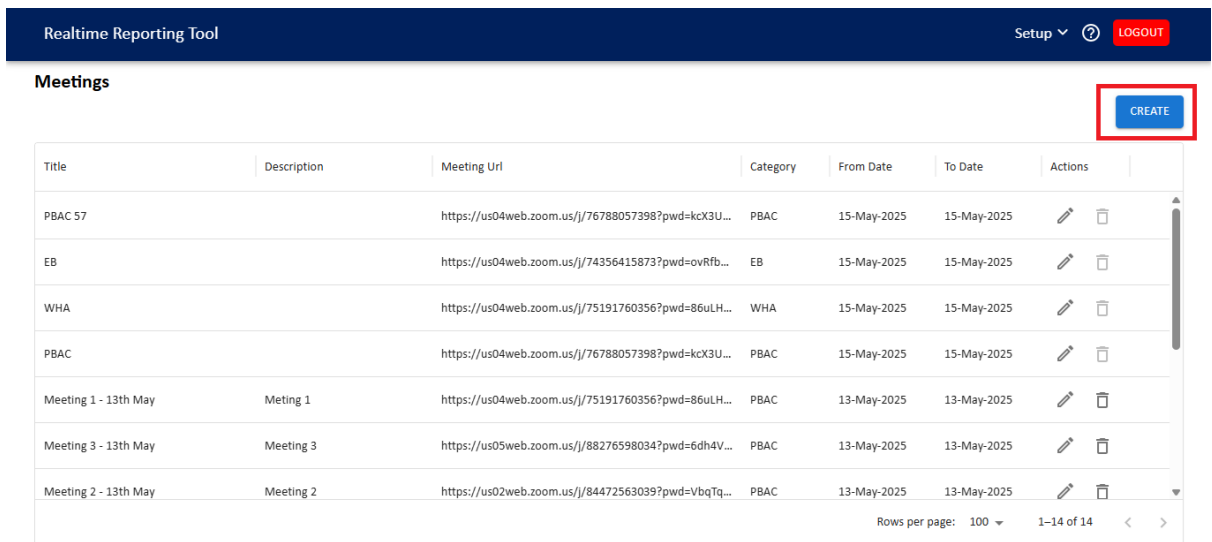 Realtime Reporting Tool Setup LOGOUT
Meetings
CREATE
Title Description Meeting Url Category From Date To Date Actions
PBAC 57 https://us04web.zoom.us/j/76788057398?pwd=kcX3U... PBAC 15-May-2025 15-May-2025
EB https://us04web.zoom.us/j/74356415873?pwd=ovRfb... EB 15-May-2025 15-May-2025
WHA https://us04web.zoom.us/j/75191760356?pwd=86uLH... WHA 15-May-2025 15-May-2025
PBAC https://us04web.zoom.us/j/76788057398?pwd=kcX3U... PBAC 15-May-2025 15-May-2025
Meeting 1 - 13th May Meting 1 https://us04web.zoom.us/j/75191760356?pwd=86uLH... PBAC 13-May-2025 13-May-2025
Meeting 3 - 13th May Meeting 3 https://us05web.zoom.us/j/88276598034?pwd=6dh4V... PBAC 13-May-2025 13-May-2025
Meeting 2 - 13th May Meeting 2 https://us02web.zoom.us/j/84472563039?pwd=VbqTq... PBAC 13-May-2025 13-May-2025
Rows per page: 100 1–14 of 14